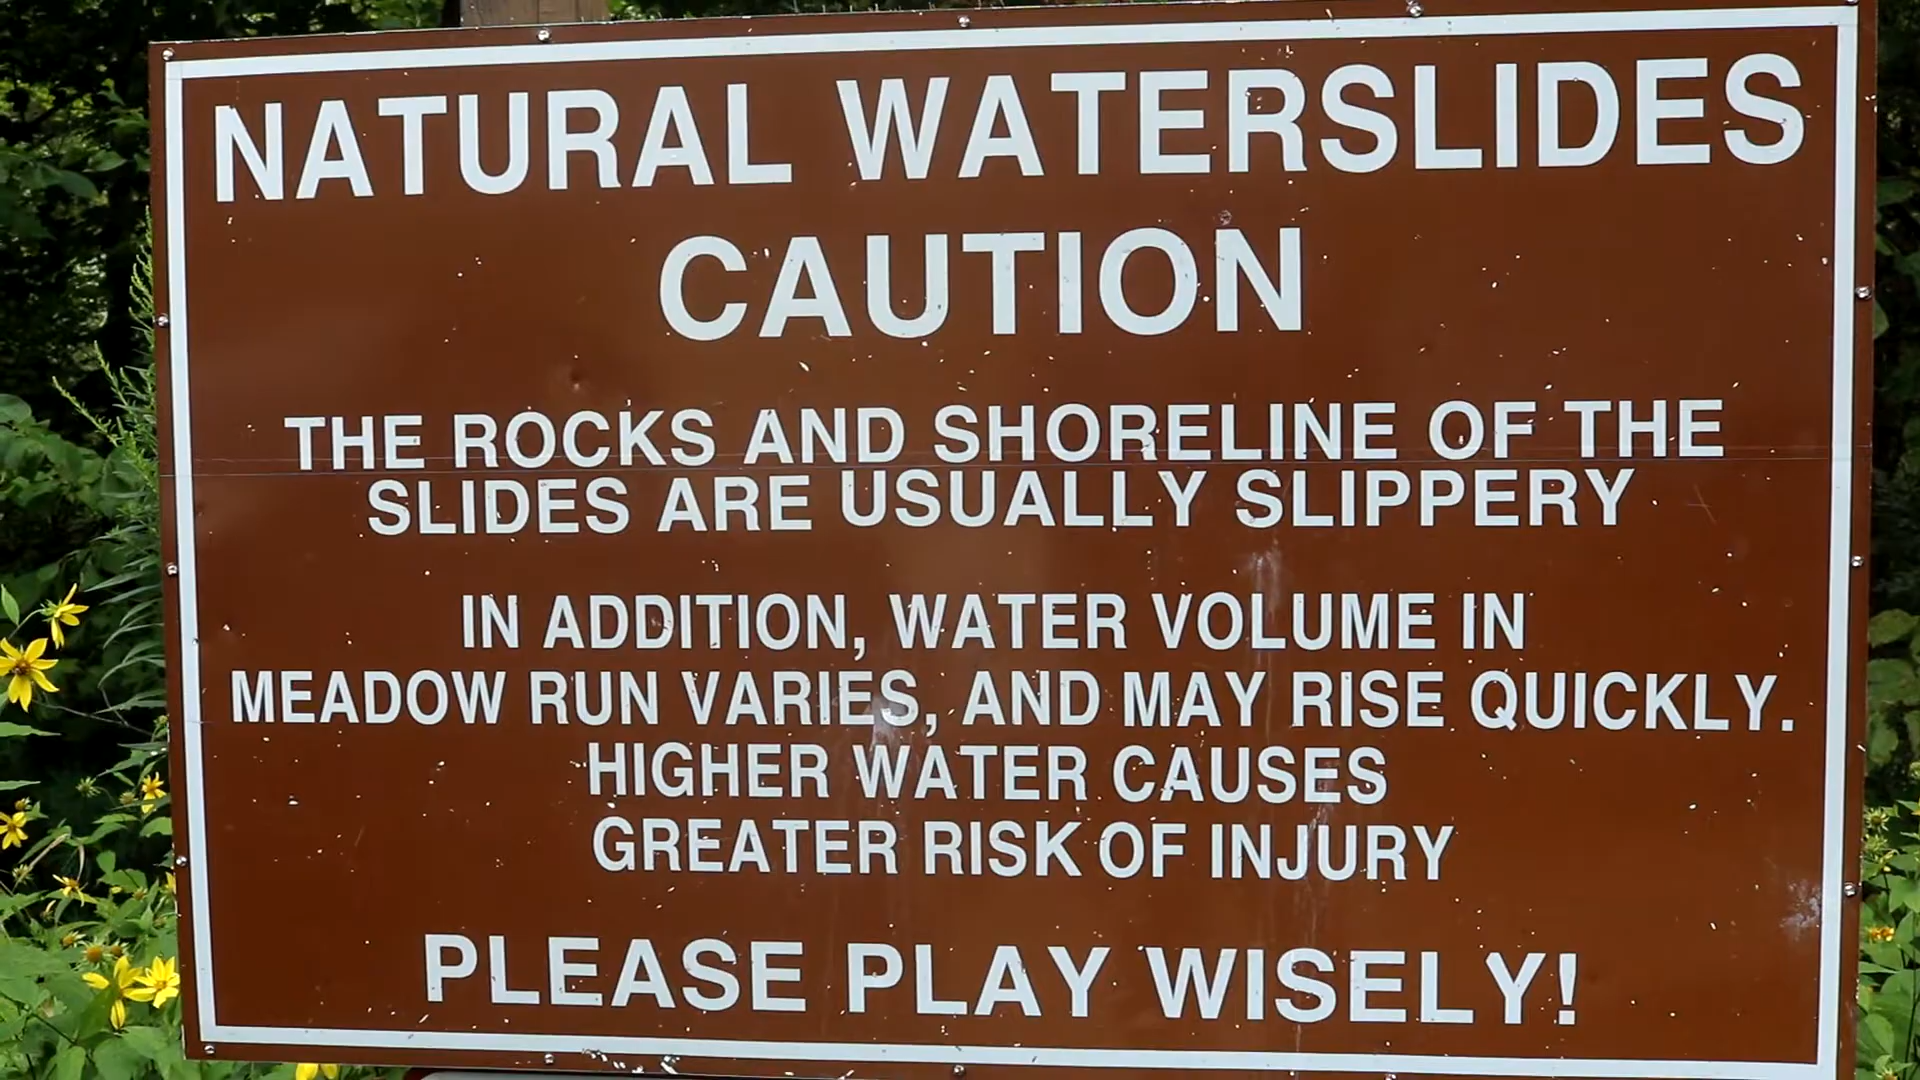 NATURAL WATERSLIDES
CAUTION
THE ROCKS AND SHORELINE OF THE
SLIDES ARE USUALLY SLIPPERY
IN ADDITION, WATER VOLUME IN
MEADOW RUN VARIES, AND MAY RISE QUICKLY.
HIGHER WATER CAUSES
GREATER RISK OF INJURY
PLEASE PLAY WISELY!